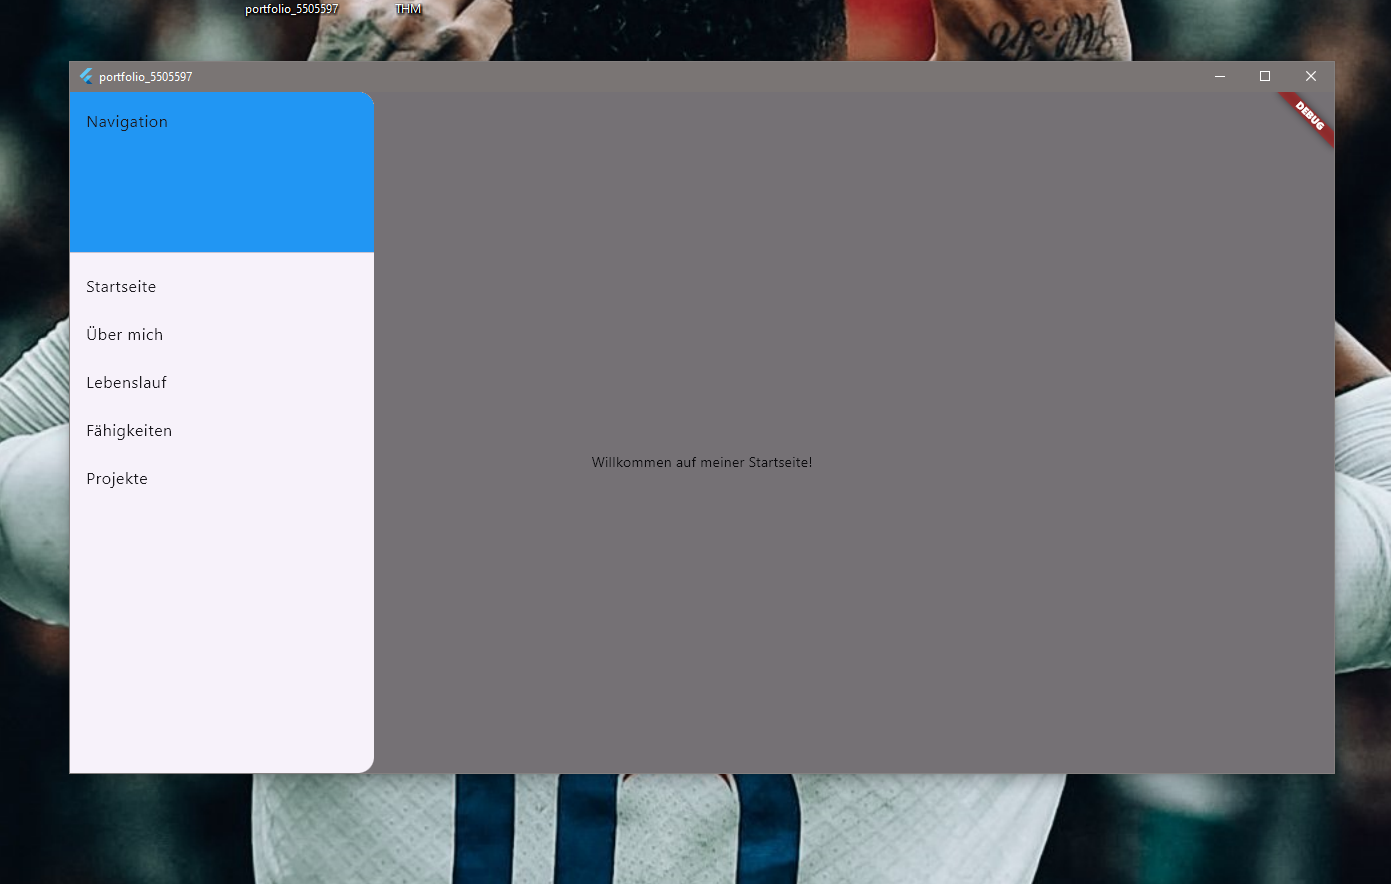 portfolio_5505597
THM
portfolio_5505597
DEBUG
Navigation
Startseite
Über mich
Lebenslauf
Fähigkeiten
Projekte
Willkommen auf meiner Startseite!